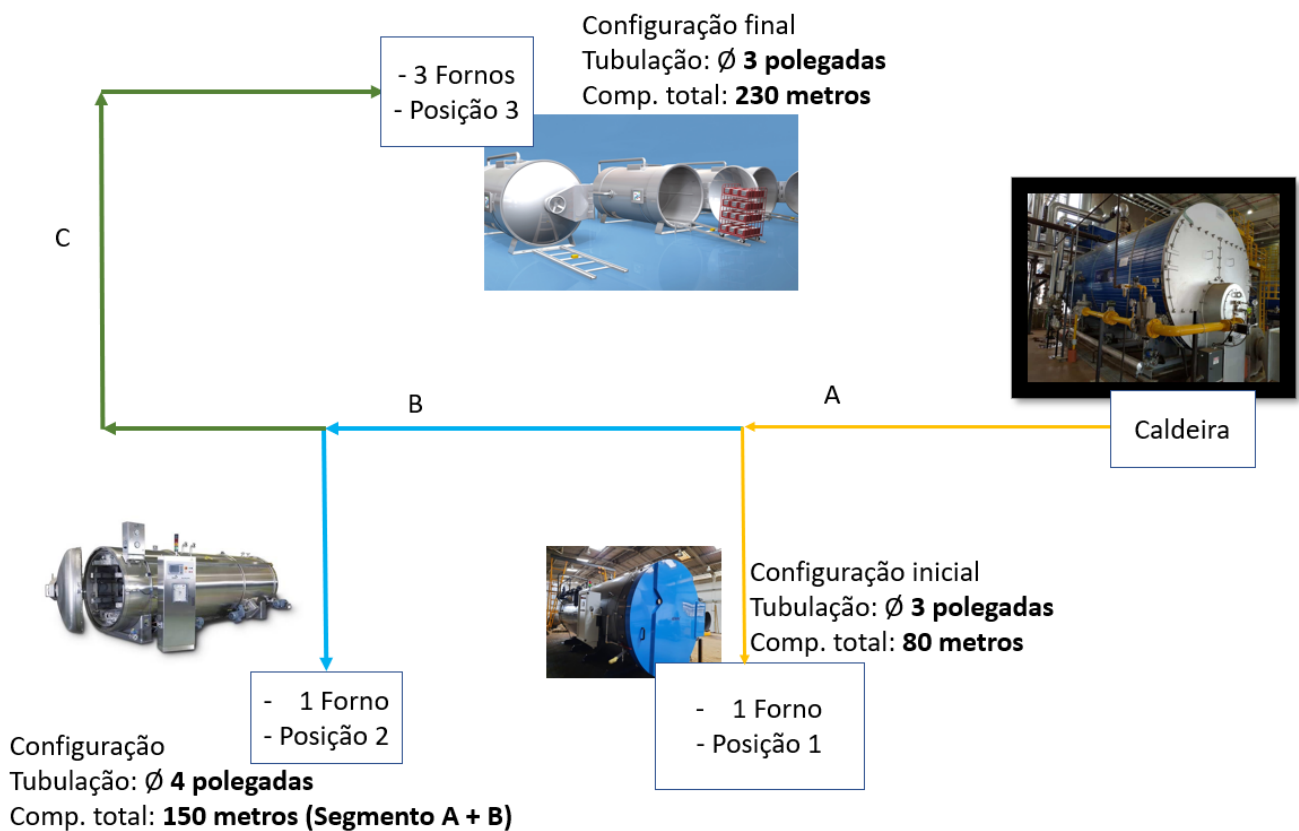 Configuração final
Tubulação: Ø 3 polegadas
Comp. total: 230 metros
- 3 Fornos
- Posição 3
C
B
A
Caldeira
Configuração inicial
Tubulação: Ø 3 polegadas
Comp. total: 80 metros
- 1 Forno
- Posição 1
- 1 Forno
- Posição 2
Configuração
Tubulação: Ø 4 polegadas
Comp. total: 150 metros (Segmento A + B)